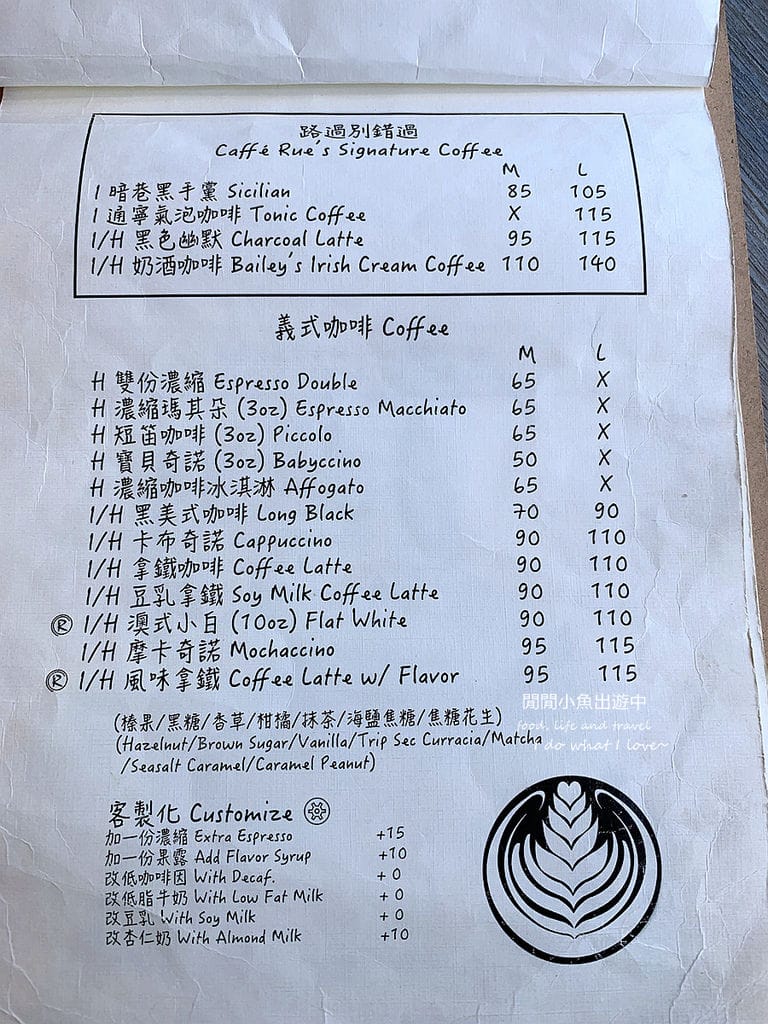 路過別錯過
Caffé Rue's Signature Coffee
M L
I 暗巷黑手黨 Sicilian 85 105
I 通寧氣泡咖啡 Tonic Coffee X 115
I/H 黑色幽默 Charcoal Latte 95 115
I/H 奶酒咖啡 Bailey's Irish Cream Coffee 110 140
義式咖啡 Coffee
M L
H 雙份濃縮 Espresso Double 65 X
H 濃縮瑪其朵 (3oz) Espresso Macchiato 65 X
H 短笛咖啡 (3oz) Piccolo 65 X
H 寶貝奇諾 (3oz) Babyccino 50 X
H 濃縮咖啡冰淇淋 Affogato 65 X
I/H 黑美式咖啡 Long Black 70 90
I/H 卡布奇諾 Cappuccino 90 110
I/H 拿鐵咖啡 Coffee Latte 90 110
I/H 豆乳拿鐵 Soy Milk Coffee Latte 90 110
Ⓡ I/H 澳式小白 (10oz) Flat White 90 110
I/H 摩卡奇諾 Mochaccino 95 115
Ⓡ I/H 風味拿鐵 Coffee Latte w/ Flavor 95 115
(榛果/黑糖/香草/柑橘/抹茶/海鹽焦糖/焦糖花生)
(Hazelnut/Brown Sugar/Vanilla/Trip Sec Curracia/Matcha
/Seasalt Caramel/Caramel Peanut)
閒閒小魚出遊中
food, life and travel
I do what I love~
客製化 Customize
加一份濃縮 Extra Espresso +15
加一份果露 Add Flavor Syrup +10
改低咖啡因 With Decaf. + 0
改低脂牛奶 With Low Fat Milk + 0
改豆乳 With Soy Milk + 0
改杏仁奶 With Almond Milk +10